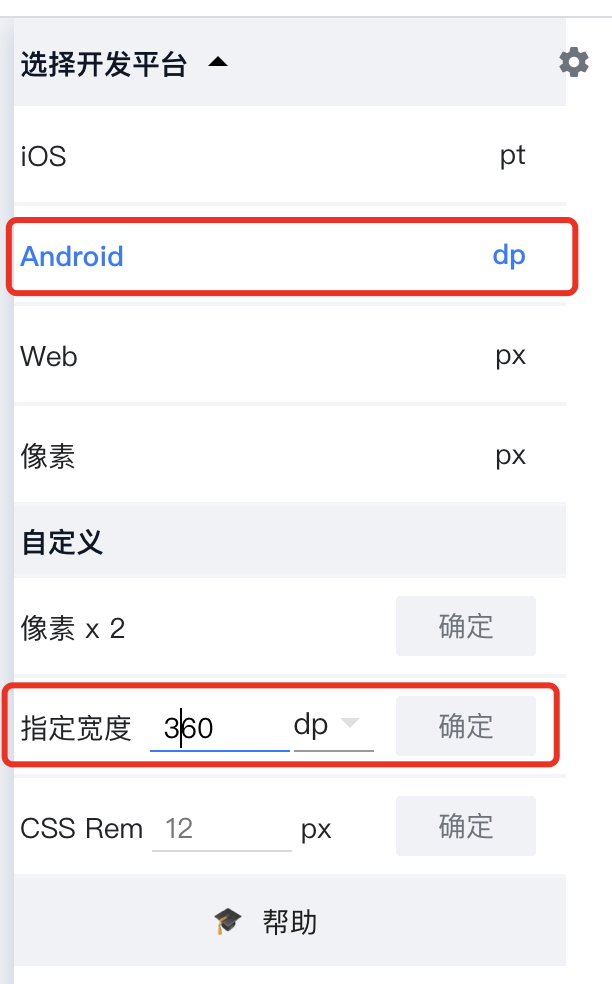 选择开发平台
iOS pt
Android dp
Web px
像素 px
自定义
像素 x 2 确定
指定宽度 360 dp 确定
CSS Rem 12 px 确定
帮助